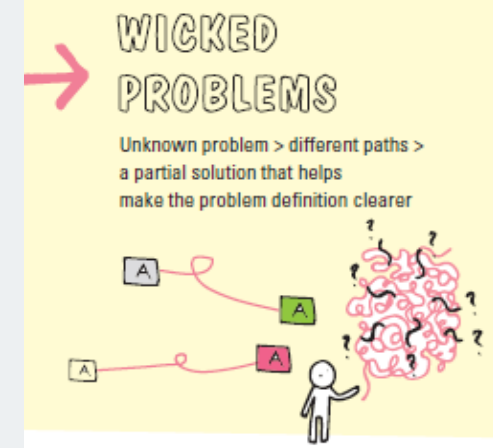 WICKED
PROBLEMS
Unknown problem > different paths >
a partial solution that helps
make the problem definition clearer
? ?
A ? ?
A
? ?
A A ?